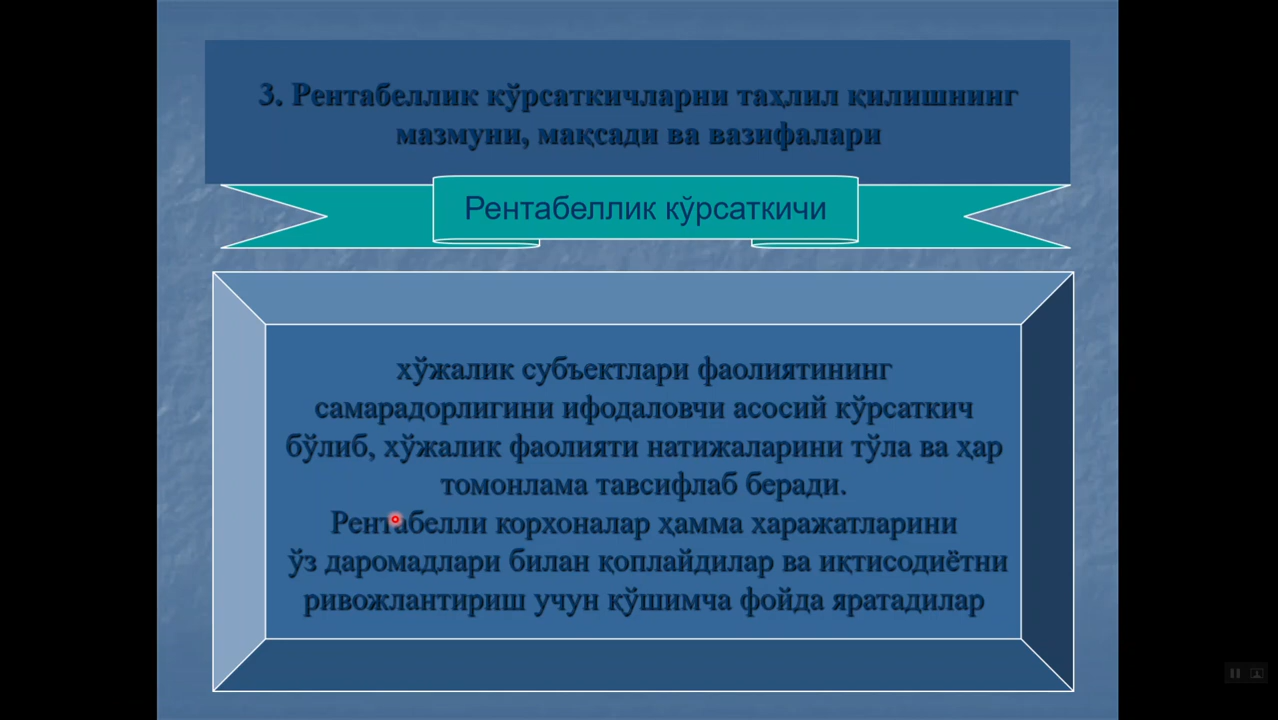 3. Рентабеллик кўрсаткичларни таҳлил қилишнинг
мазмуни, мақсади ва вазифалари
Рентабеллик кўрсаткичи
хўжалик субъектлари фаолиятининг
самарадорлигини ифодаловчи асосий кўрсаткич
бўлиб, хўжалик фаолияти натижаларини тўла ва ҳар
томонлама тавсифлаб беради.
Рентабелли корхоналар ҳамма харажатларини
ўз даромадлари билан қоплайдилар ва иқтисодиётни
ривожлантириш учун қўшимча фойда яратадилар